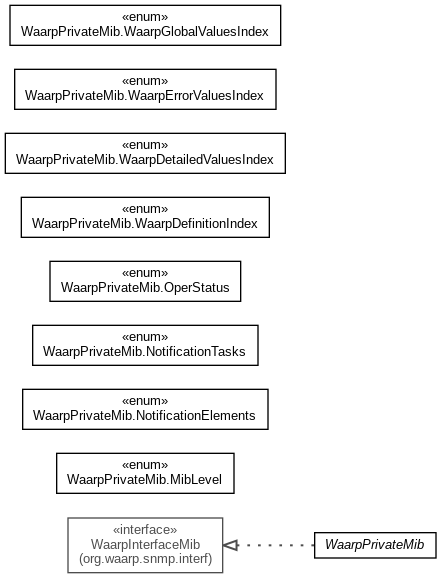 «enum»
WaarpPrivateMib.WaarpGlobalValuesIndex
«enum»
WaarpPrivateMib.WaarpErrorValuesIndex
«enum»
WaarpPrivateMib.WaarpDetailedValuesIndex
«enum»
WaarpPrivateMib.WaarpDefinitionIndex
«enum»
WaarpPrivateMib.OperStatus
«enum»
WaarpPrivateMib.NotificationTasks
«enum»
WaarpPrivateMib.NotificationElements
«enum»
WaarpPrivateMib.MibLevel
«interface»
WaarpInterfaceMib
(org.waarp.snmp.interf)
WaarpPrivateMib